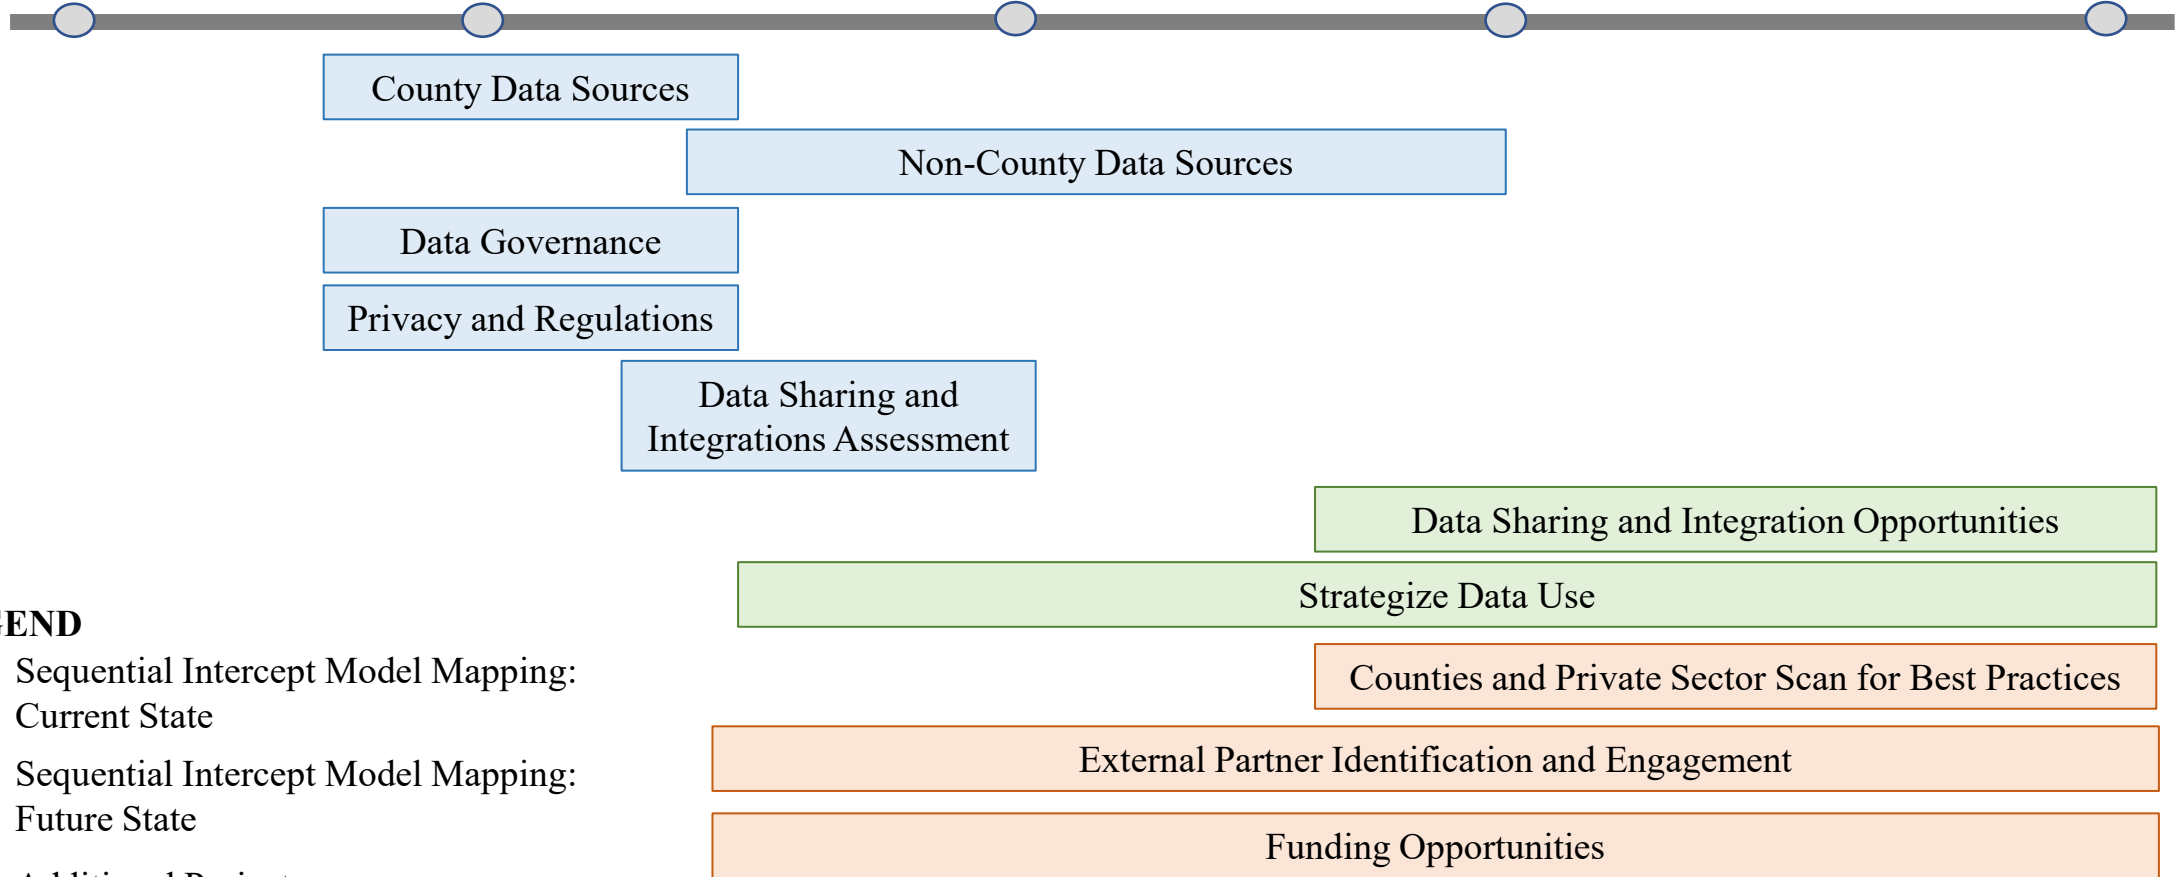 County Data Sources
Non-County Data Sources
Data Governance
Privacy and Regulations
Data Sharing and
Integrations Assessment
Data Sharing and Integration Opportunities
Strategize Data Use
Counties and Private Sector Scan for Best Practices
External Partner Identification and Engagement
Funding Opportunities
GEND
Sequential Intercept Model Mapping:
Current State
Sequential Intercept Model Mapping:
Future State